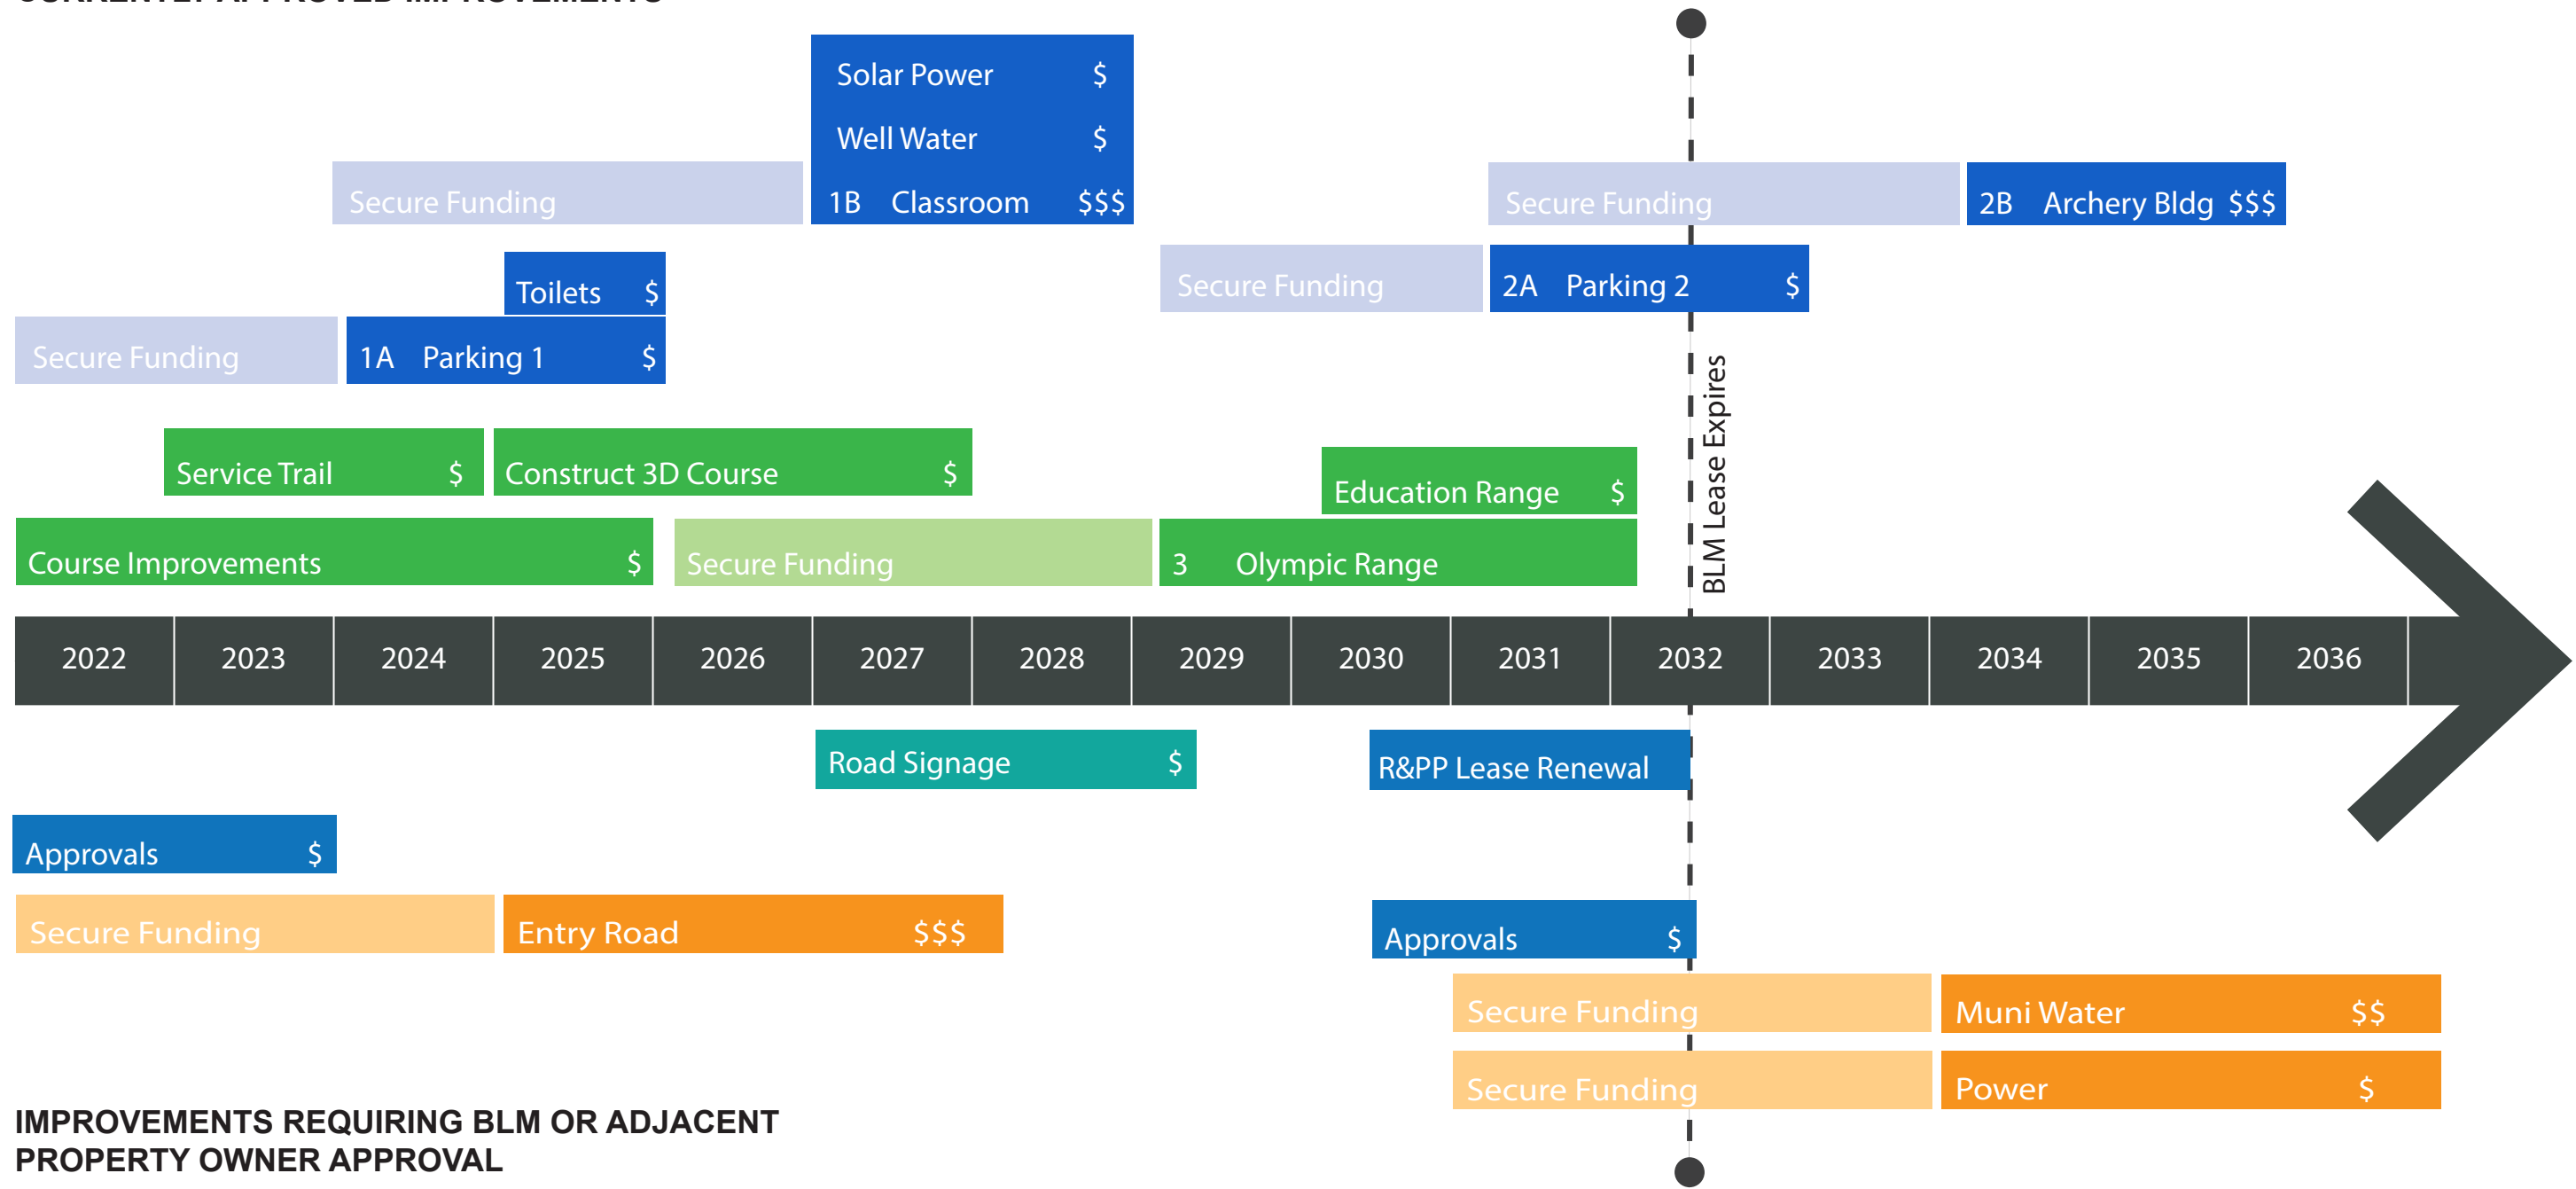 CURRENTLY APPROVED IMPROVEMENTS
Solar Power $
Well Water $
1B Classroom $$$
Secure Funding
Secure Funding
2B Archery Bldg $$$
Toilets $
Secure Funding
2A Parking 2 $
Secure Funding
1A Parking 1 $
BLM Lease Expires
Service Trail $
Construct 3D Course $
Education Range $
Course Improvements $
Secure Funding
3 Olympic Range
2022 2023 2024 2025 2026 2027 2028 2029 2030 2031 2032 2033 2034 2035 2036
Road Signage $
R&PP Lease Renewal
Approvals $
Secure Funding
Entry Road $$$
Approvals $
Secure Funding
Muni Water $$
Secure Funding
Power $
IMPROVEMENTS REQUIRING BLM OR ADJACENT
PROPERTY OWNER APPROVAL